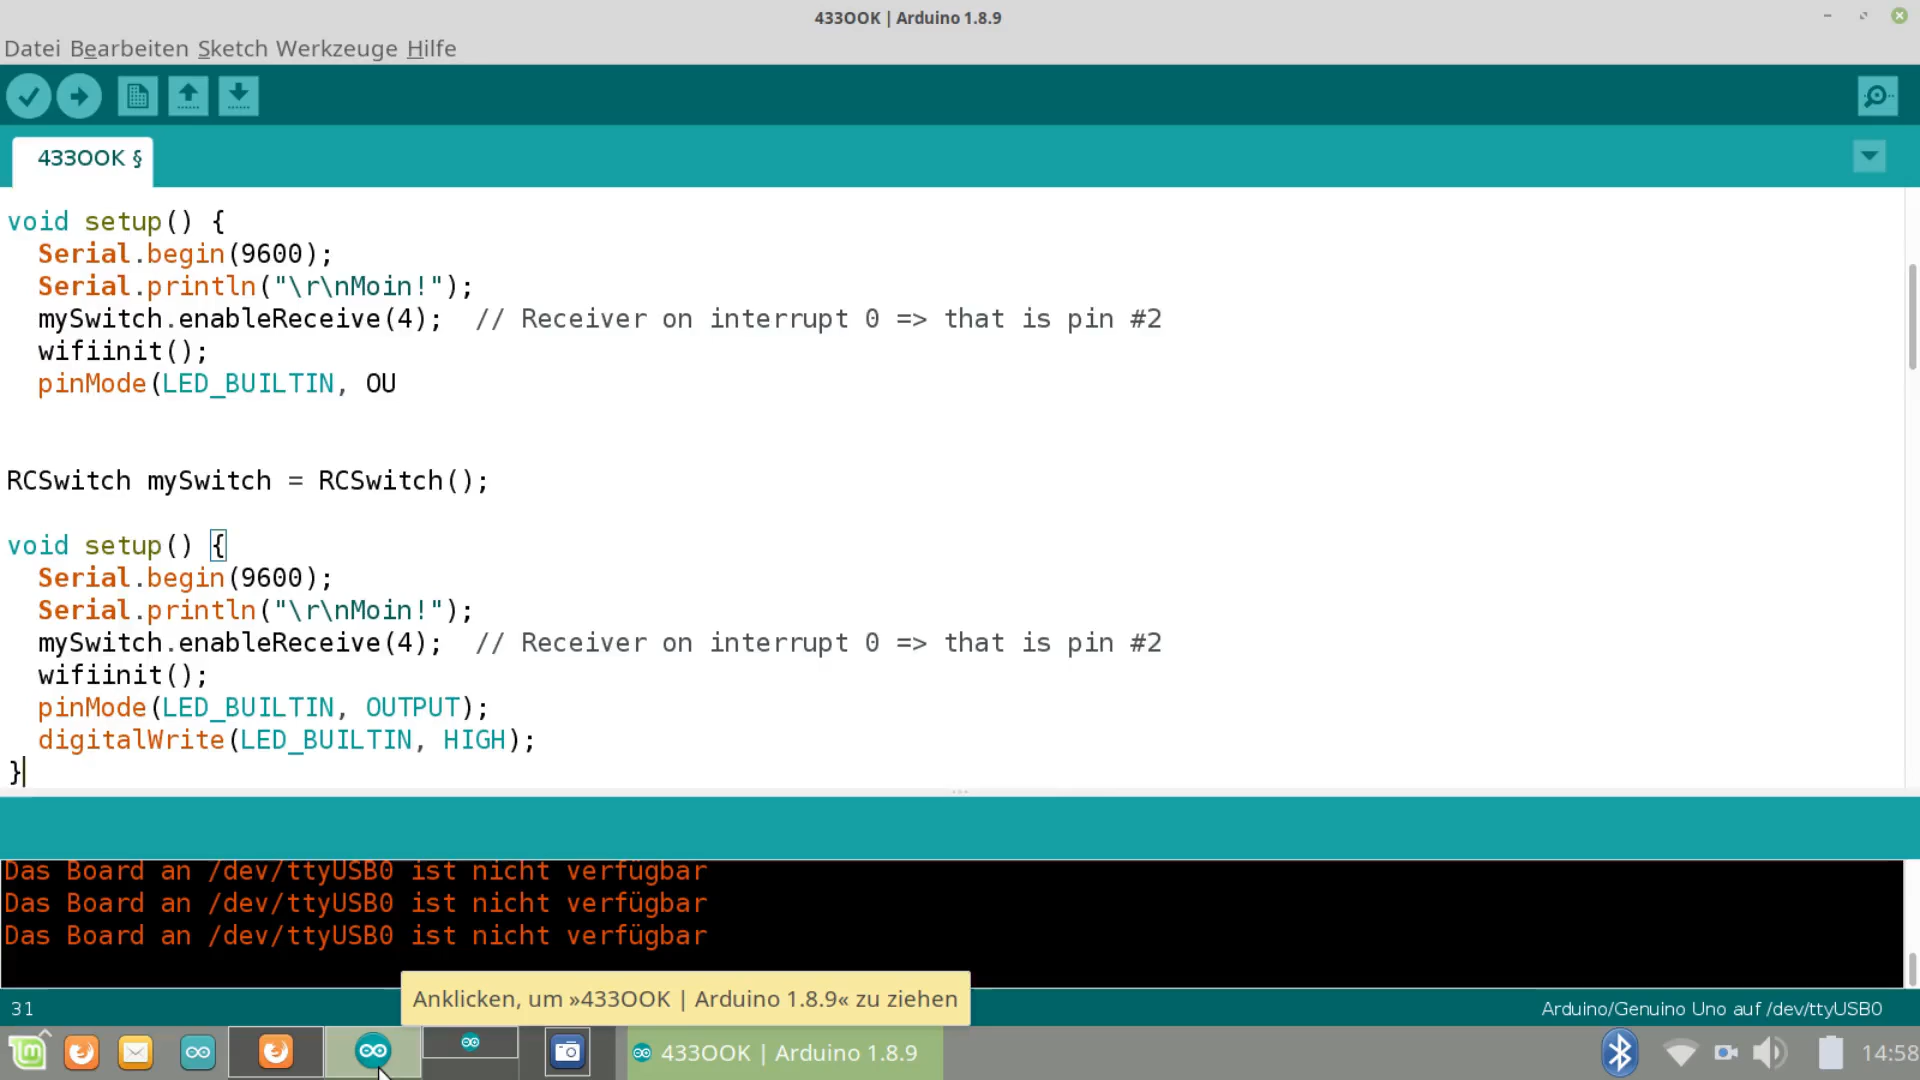 433OOK | Arduino 1.8.9
Datei Bearbeiten Sketch Werkzeuge Hilfe
433OOK §
void setup() {
  Serial.begin(9600);
  Serial.println("\r\nMoin!");
  mySwitch.enableReceive(4);  // Receiver on interrupt 0 => that is pin #2
  wifiinit();
  pinMode(LED_BUILTIN, OU
RCSwitch mySwitch = RCSwitch();
void setup() {
  Serial.begin(9600);
  Serial.println("\r\nMoin!");
  mySwitch.enableReceive(4);  // Receiver on interrupt 0 => that is pin #2
  wifiinit();
  pinMode(LED_BUILTIN, OUTPUT);
  digitalWrite(LED_BUILTIN, HIGH);
}
Das Board an /dev/ttyUSB0 ist nicht verfügbar
Das Board an /dev/ttyUSB0 ist nicht verfügbar
Das Board an /dev/ttyUSB0 ist nicht verfügbar
Anklicken, um »433OOK | Arduino 1.8.9« zu ziehen
31
Arduino/Genuino Uno auf /dev/ttyUSB0
433OOK | Arduino 1.8.9
14:58